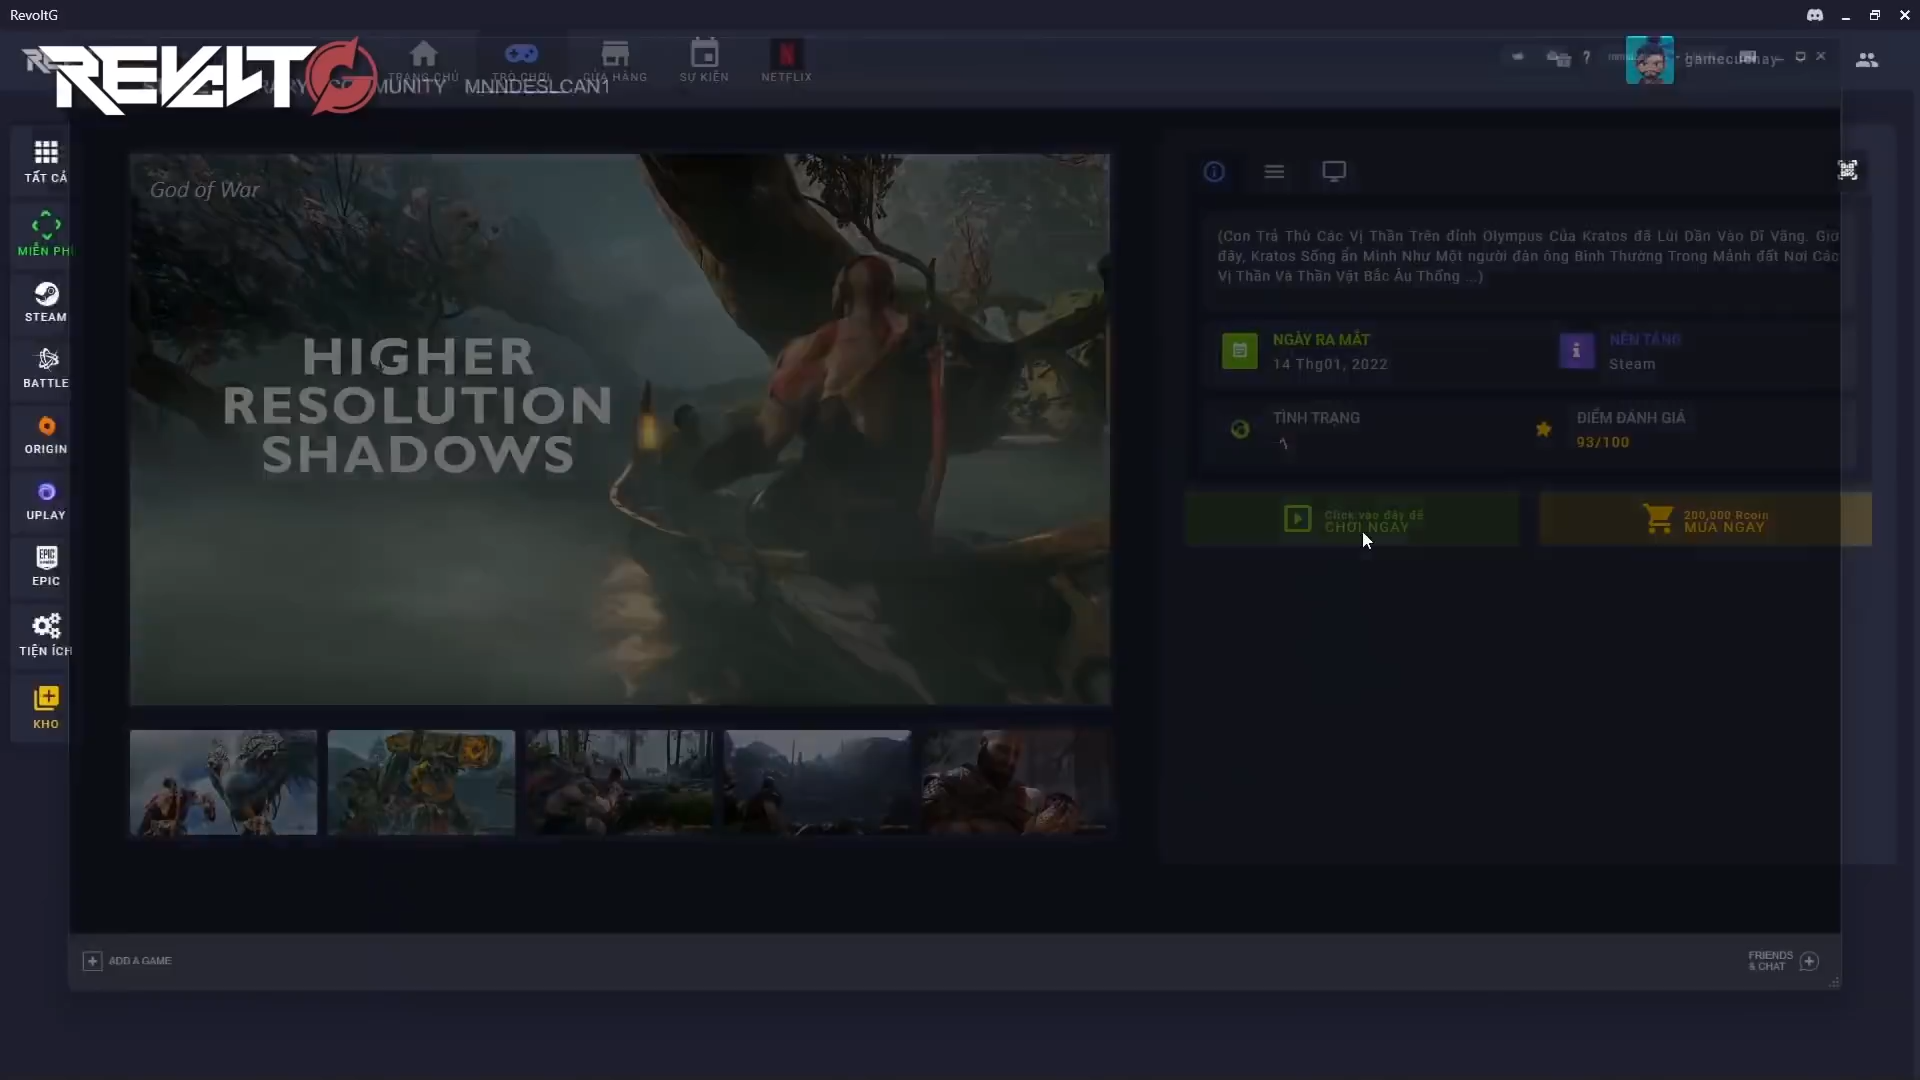 RevoltG
REVOLTG
TRANG CHỦ
TRÒ CHƠI
CỬA HÀNG
SỰ KIỆN
NETFLIX
MNNDESLCAN1
TẤT CẢ
MIỄN PHÍ
STEAM
BATTLE
ORIGIN
UPLAY
EPIC
TIỆN ÍCH
KHO
God of War
HIGHER
RESOLUTION
SHADOWS
(Con Trả Thù Các Vị Thần Trên đỉnh Olympus Của Kratos đã Lùi Dần Vào Dĩ Vãng. Giờ
đây, Kratos Sống ẩn Mình Như Một người đàn ông Bình Thường Trong Mảnh đất Nơi Các
Vị Thần Và Thần Vật Bắc Âu Thống ...)
NGÀY RA MẮT
14 Thg01, 2022
NỀN TẢNG
Steam
TÌNH TRẠNG
ĐIỂM ĐÁNH GIÁ
93/100
Click vào đây để
CHƠI NGAY
200,000 Rcoin
MUA NGAY
ADD A GAME
FRIENDS
& CHAT